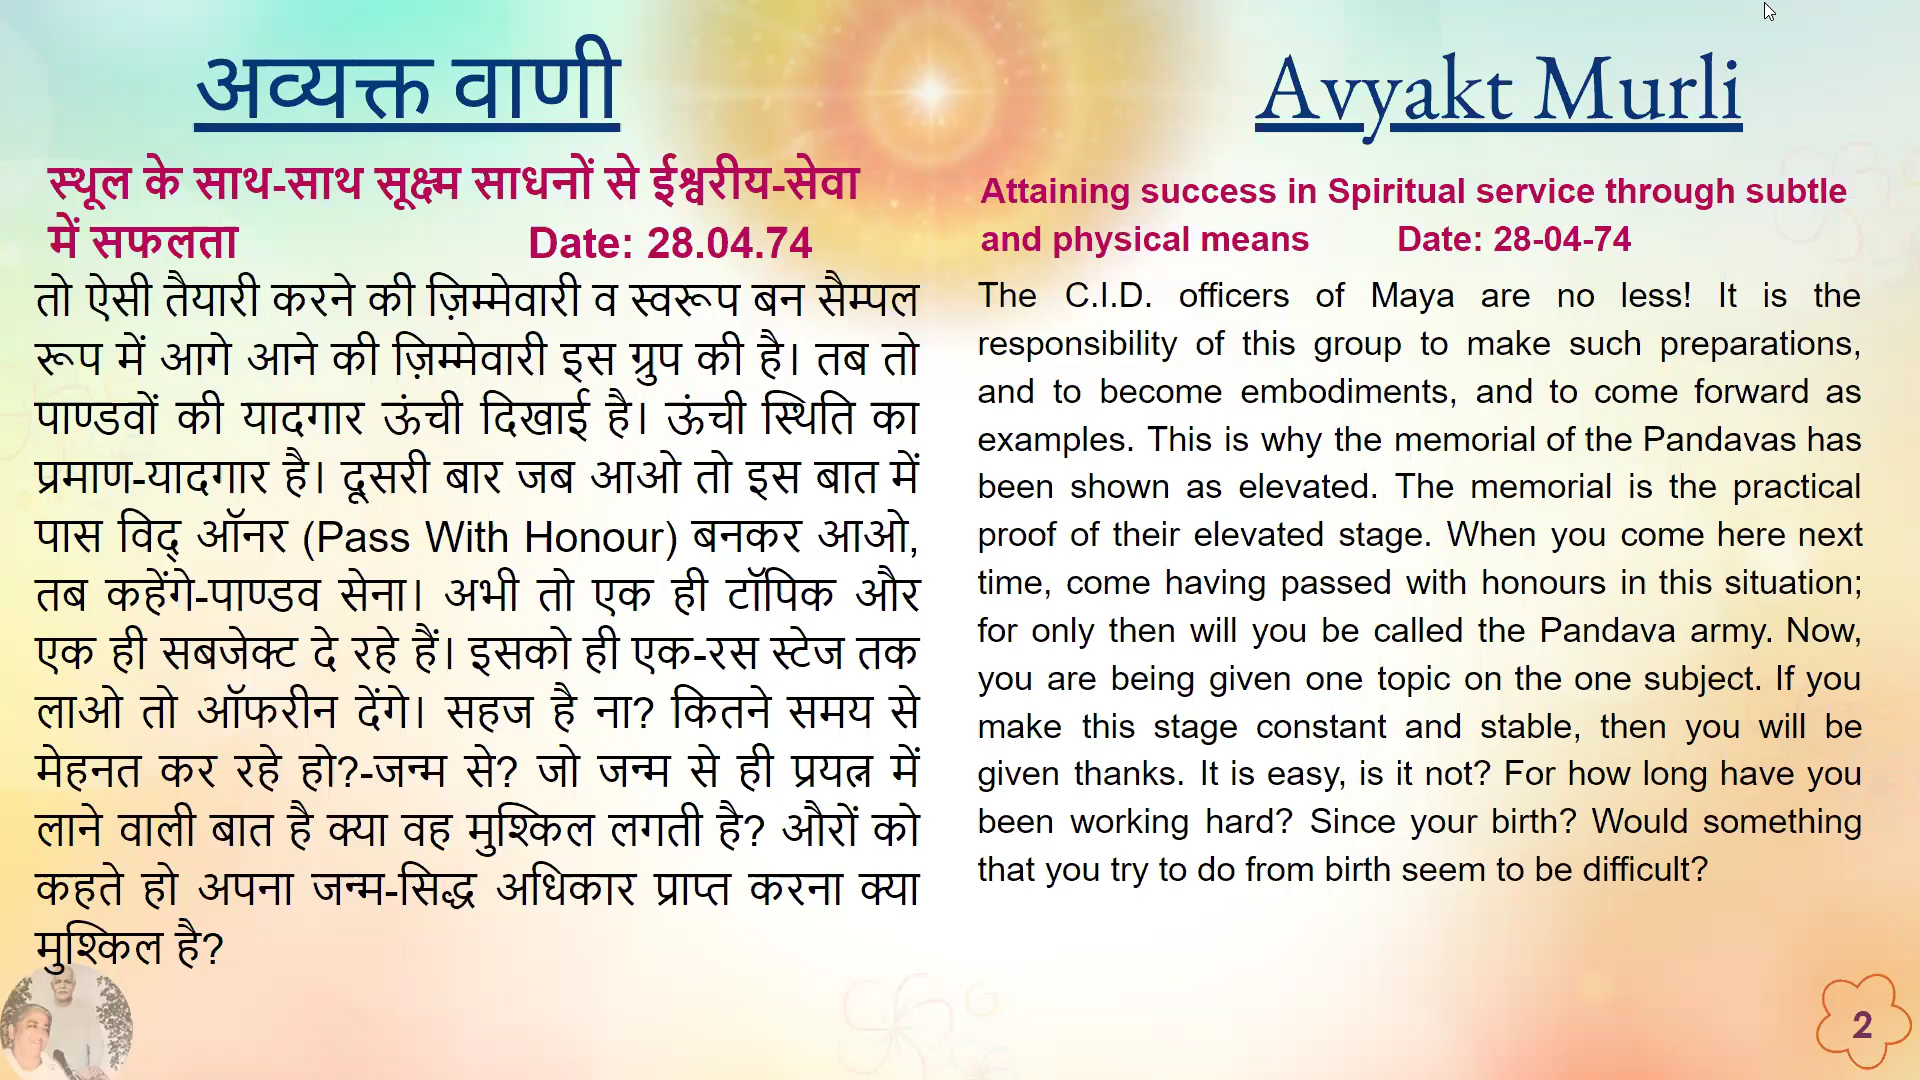 अव्यक्त वाणी
स्थूल के साथ-साथ सूक्ष्म साधनों से ईश्वरीय-सेवा
में सफलता Date: 28.04.74
तो ऐसी तैयारी करने की ज़िम्मेवारी व स्वरूप बन सैम्पल
रूप में आगे आने की ज़िम्मेवारी इस ग्रुप की है। तब तो
पाण्डवों की यादगार ऊंची दिखाई है। ऊंची स्थिति का
प्रमाण-यादगार है। दूसरी बार जब आओ तो इस बात में
पास विद् ऑनर (Pass With Honour) बनकर आओ,
तब कहेंगे-पाण्डव सेना। अभी तो एक ही टॉपिक और
एक ही सबजेक्ट दे रहे हैं। इसको ही एक-रस स्टेज तक
लाओ तो ऑफरीन देंगे। सहज है ना? कितने समय से
मेहनत कर रहे हो?-जन्म से? जो जन्म से ही प्रयत्न में
लाने वाली बात है क्या वह मुश्किल लगती है? औरों को
कहते हो अपना जन्म-सिद्ध अधिकार प्राप्त करना क्या
मुश्किल है?
Avyakt Murli
Attaining success in Spiritual service through subtle
and physical means Date: 28-04-74
The C.I.D. officers of Maya are no less! It is the
responsibility of this group to make such preparations,
and to become embodiments, and to come forward as
examples. This is why the memorial of the Pandavas has
been shown as elevated. The memorial is the practical
proof of their elevated stage. When you come here next
time, come having passed with honours in this situation;
for only then will you be called the Pandava army. Now,
you are being given one topic on the one subject. If you
make this stage constant and stable, then you will be
given thanks. It is easy, is it not? For how long have you
been working hard? Since your birth? Would something
that you try to do from birth seem to be difficult?
2